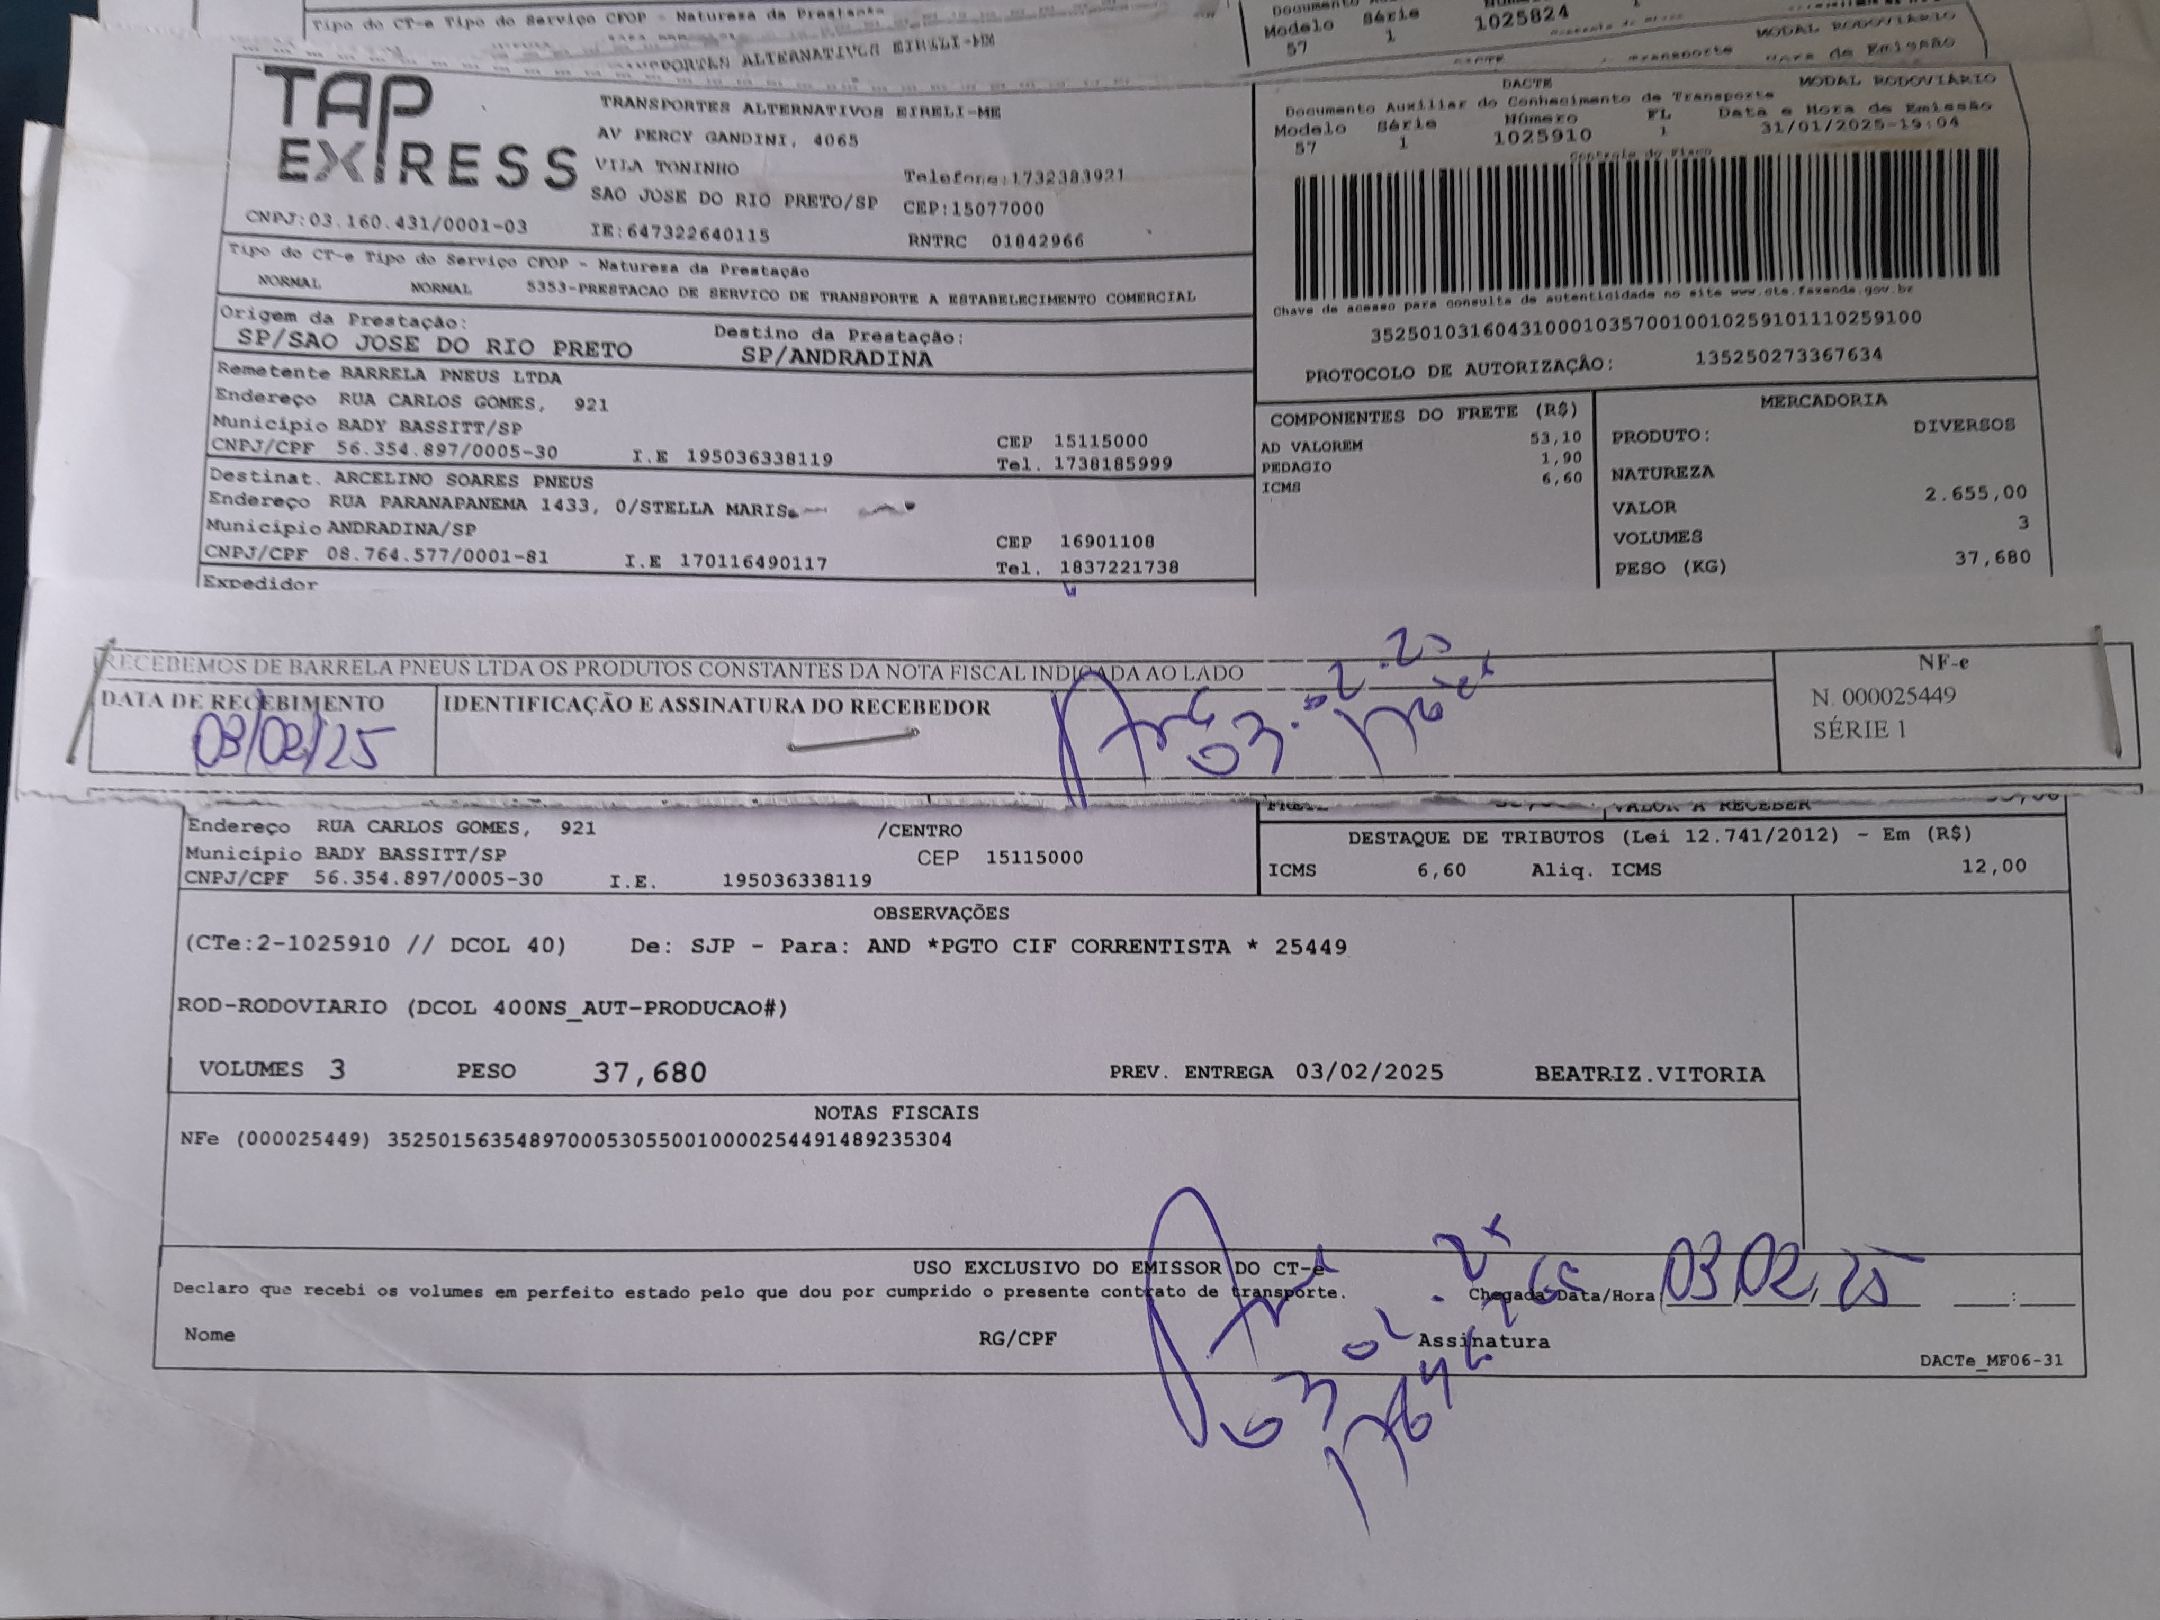 Tipo do CT-e Tipo do Serviço CFOP - Natureza da Prestação
Modelo Série
57 1 1025824
MODAL RODOVIÁRIO
TRANSPORTES ALTERNATIVOS EIRELI-ME
Hora de Emissão
TAP
EXPRESS
TRANSPORTES ALTERNATIVOS EIRELI-ME
AV PERCY GANDINI, 4065
VILA TONINHO
Telefone:1732383921
SAO JOSE DO RIO PRETO/SP CEP:15077000
CNPJ:03.160.431/0001-03 IE:647322640115 RNTRC 01042966
DACTE MODAL RODOVIÁRIO
Documento Auxiliar do Conhecimento de Transporte
Modelo Série Número FL Data e Hora de Emissão
57 1 1025910 1 31/01/2025-19:04
Controle do Fisco
Chave de acesso para consulta de autenticidade no site www.cte.fazenda.gov.br
35250103160431000103570010010259101110259100
PROTOCOLO DE AUTORIZAÇÃO: 135250273367634
Tipo do CT-e Tipo do Serviço CFOP - Natureza da Prestação
NORMAL NORMAL 5353-PRESTACAO DE SERVICO DE TRANSPORTE A ESTABELECIMENTO COMERCIAL
Origem da Prestação: Destino da Prestação:
SP/SAO JOSE DO RIO PRETO SP/ANDRADINA
Remetente BARRELA PNEUS LTDA
Endereço RUA CARLOS GOMES, 921
Município BADY BASSITT/SP CEP 15115000
CNPJ/CPF 56.354.897/0005-30 I.E 195036338119 Tel. 1738185999
Destinat. ARCELINO SOARES PNEUS
Endereço RUA PARANAPANEMA 1433, 0/STELLA MARIS
Município ANDRADINA/SP CEP 16901108
CNPJ/CPF 08.764.577/0001-81 I.E 170116490117 Tel. 1837221738
Expedidor
COMPONENTES DO FRETE (R$)
AD VALOREM 53,10
PEDAGIO 1,90
ICMS 6,60
MERCADORIA
PRODUTO: DIVERSOS
NATUREZA
VALOR 2.655,00
VOLUMES 3
PESO (KG) 37,680
RECEBEMOS DE BARRELA PNEUS LTDA OS PRODUTOS CONSTANTES DA NOTA FISCAL INDICADA AO LADO
DATA DE RECEBIMENTO IDENTIFICAÇÃO E ASSINATURA DO RECEBEDOR
03/02/25
03.02.25
NF-e
N. 000025449
SÉRIE 1
VALOR A RECEBER
Endereço RUA CARLOS GOMES, 921 /CENTRO
Município BADY BASSITT/SP CEP 15115000
CNPJ/CPF 56.354.897/0005-30 I.E. 195036338119
DESTAQUE DE TRIBUTOS (Lei 12.741/2012) - Em (R$)
ICMS 6,60 Aliq. ICMS 12,00
OBSERVAÇÕES
(CTe:2-1025910 // DCOL 40) De: SJP - Para: AND *PGTO CIF CORRENTISTA * 25449
ROD-RODOVIARIO (DCOL 400NS_AUT-PRODUCAO#)
VOLUMES 3 PESO 37,680 PREV. ENTREGA 03/02/2025 BEATRIZ.VITORIA
NOTAS FISCAIS
NFe (000025449) 35250156354897000530550010000254491489235304
USO EXCLUSIVO DO EMISSOR DO CT-e
Declaro que recebi os volumes em perfeito estado pelo que dou por cumprido o presente contrato de transporte. Chegada Data/Hora 03/02/25 __:__
Nome RG/CPF Assinatura
03.02
DACTe_MF06-31